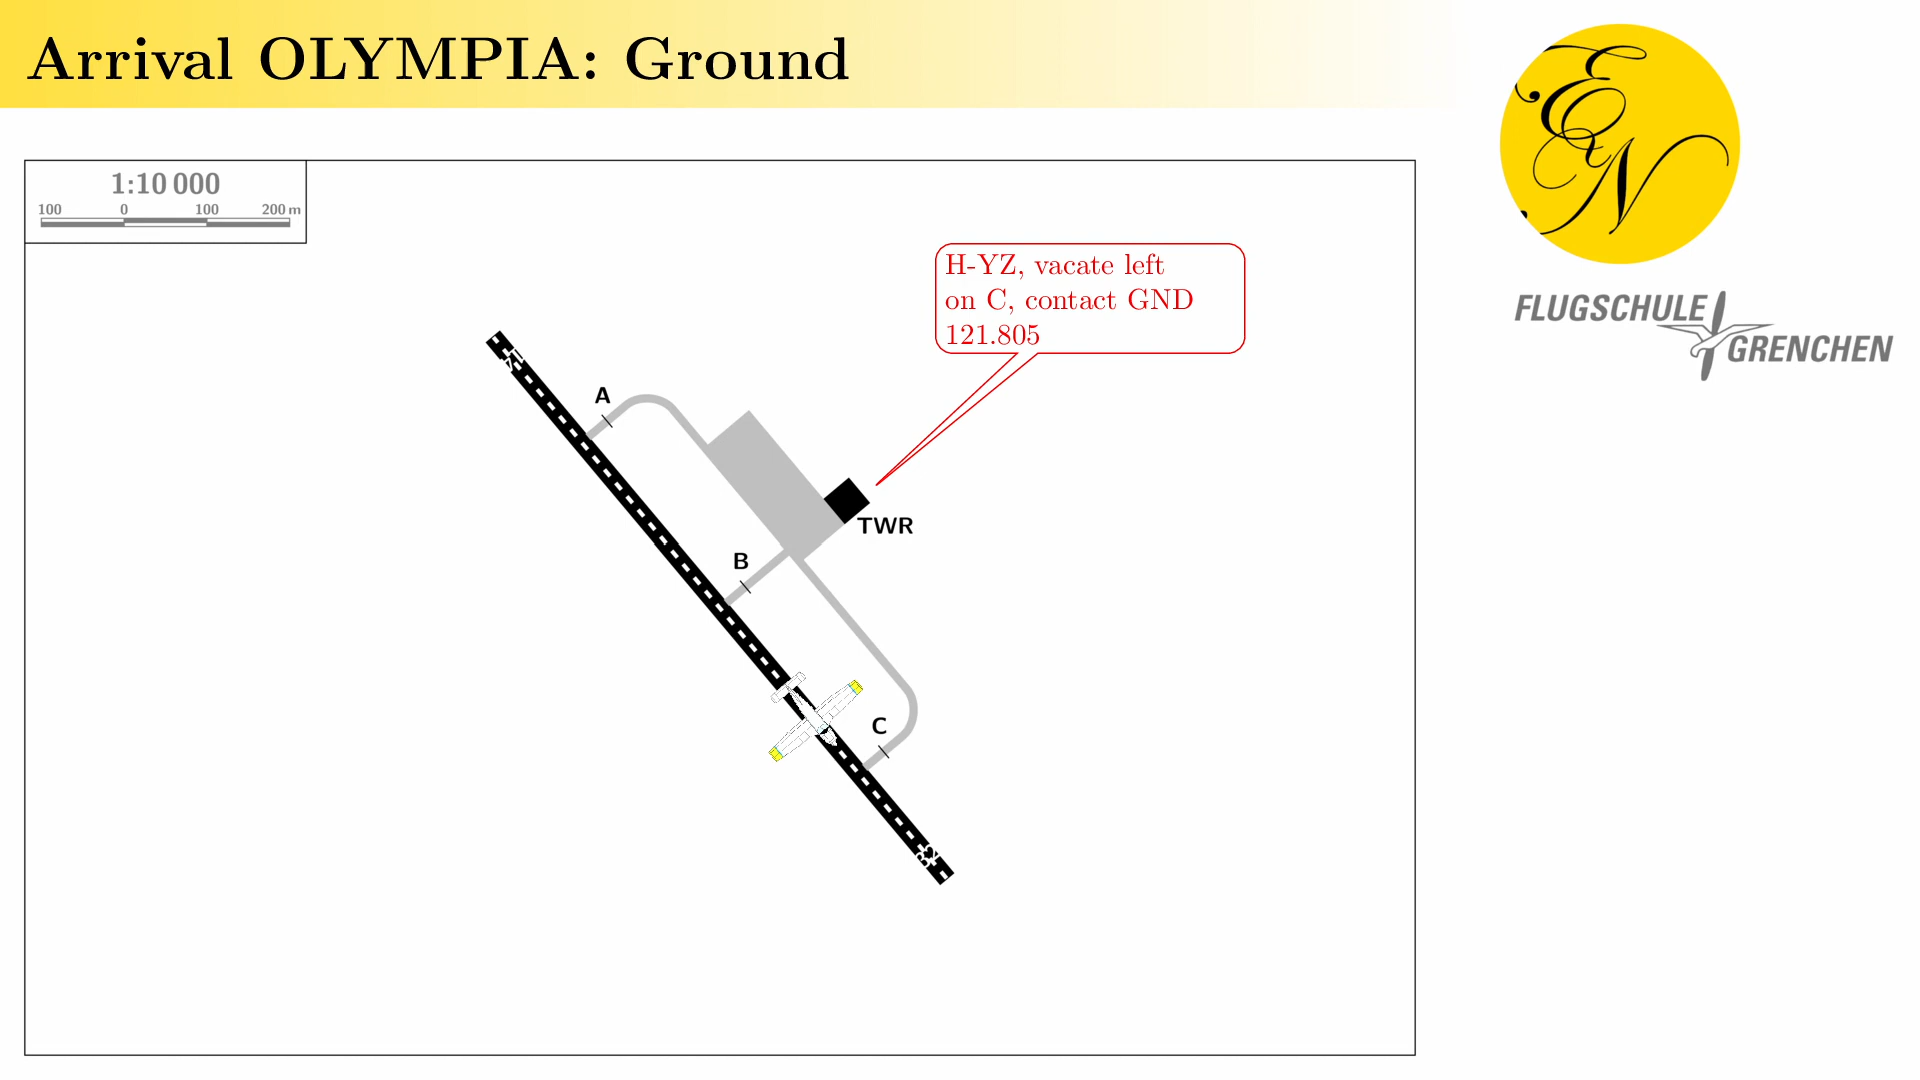 Arrival OLYMPIA: Ground
1:10 000
100 0 100 200 m
H-YZ, vacate left
on C, contact GND
121.805
A
TWR
B
C
EN
FLUGSCHULE
GRENCHEN